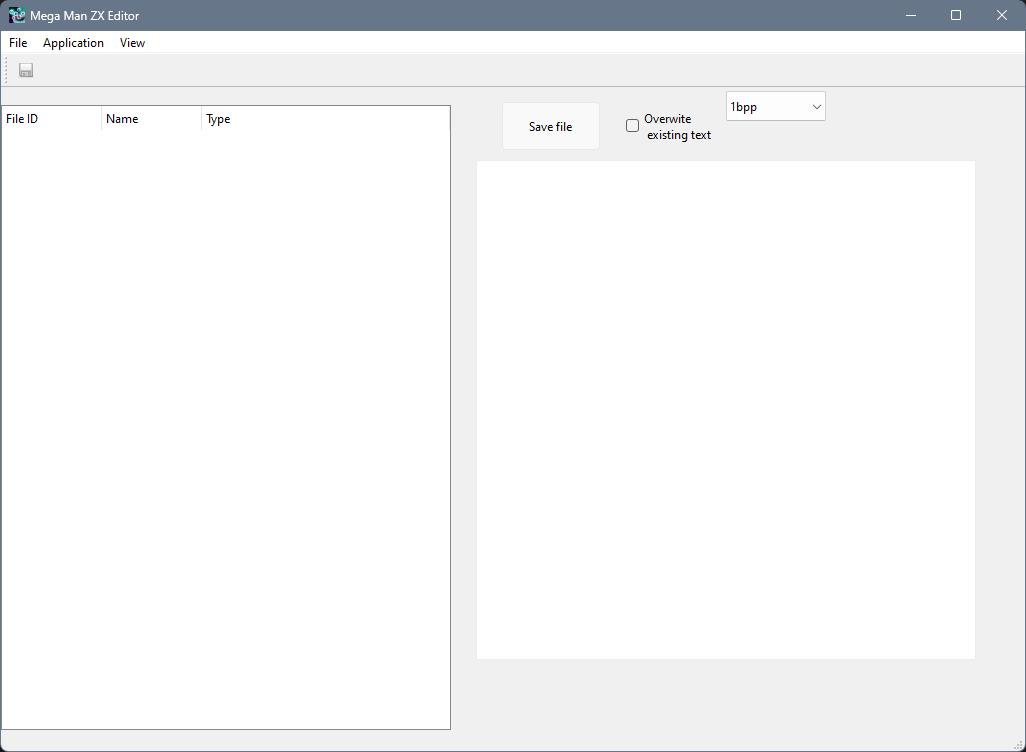 Mega Man ZX Editor
File Application View
File ID Name Type
Save file
Overwite
existing text
1bpp